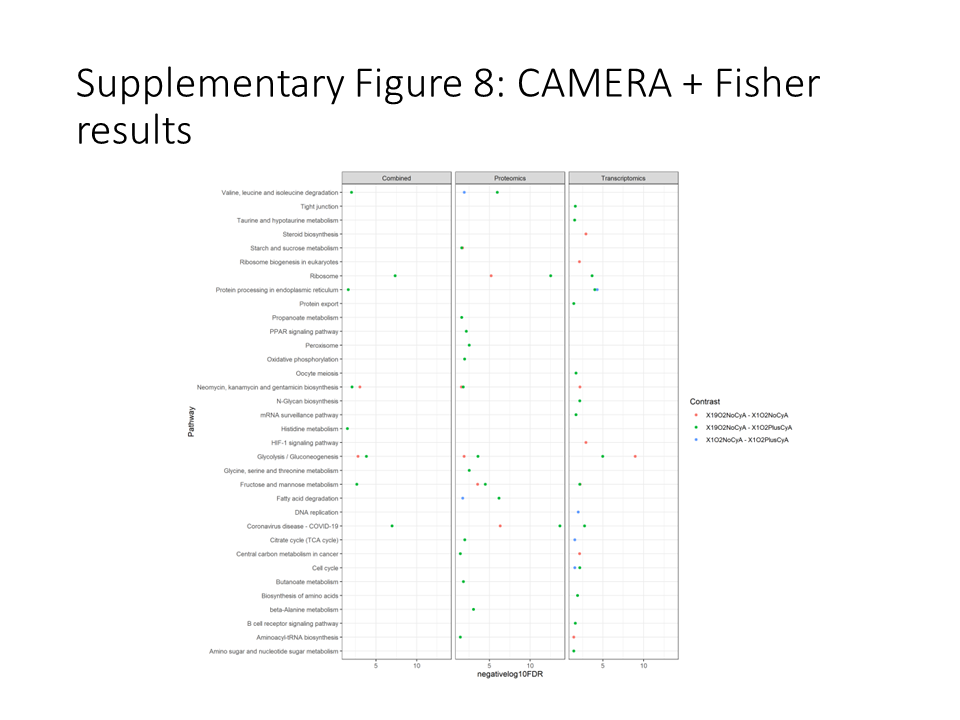 Supplementary Figure 8: CAMERA + Fisher
results
Combined
Proteomics
Transcriptomics
Valine, leucine and isoleucine degradation
Tight junction
Taurine and hypotaurine metabolism
Steroid biosynthesis
Starch and sucrose metabolism
Ribosome biogenesis in eukaryotes
Ribosome
Protein processing in endoplasmic reticulum
Protein export
Propanoate metabolism
PPAR signaling pathway
Peroxisome
Oxidative phosphorylation
Oocyte meiosis
Neomycin, kanamycin and gentamicin biosynthesis
N-Glycan biosynthesis
mRNA surveillance pathway
Histidine metabolism
HIF-1 signaling pathway
Glycolysis / Gluconeogenesis
Glycine, serine and threonine metabolism
Fructose and mannose metabolism
Fatty acid degradation
DNA replication
Coronavirus disease - COVID-19
Citrate cycle (TCA cycle)
Central carbon metabolism in cancer
Cell cycle
Butanoate metabolism
Biosynthesis of amino acids
beta-Alanine metabolism
B cell receptor signaling pathway
Aminoacyl-tRNA biosynthesis
Amino sugar and nucleotide sugar metabolism
Pathway
5 10 5 10 5 10
negativelog10FDR
Contrast
X19O2NoCyA - X1O2NoCyA
X19O2NoCyA - X1O2PlusCyA
X1O2NoCyA - X1O2PlusCyA